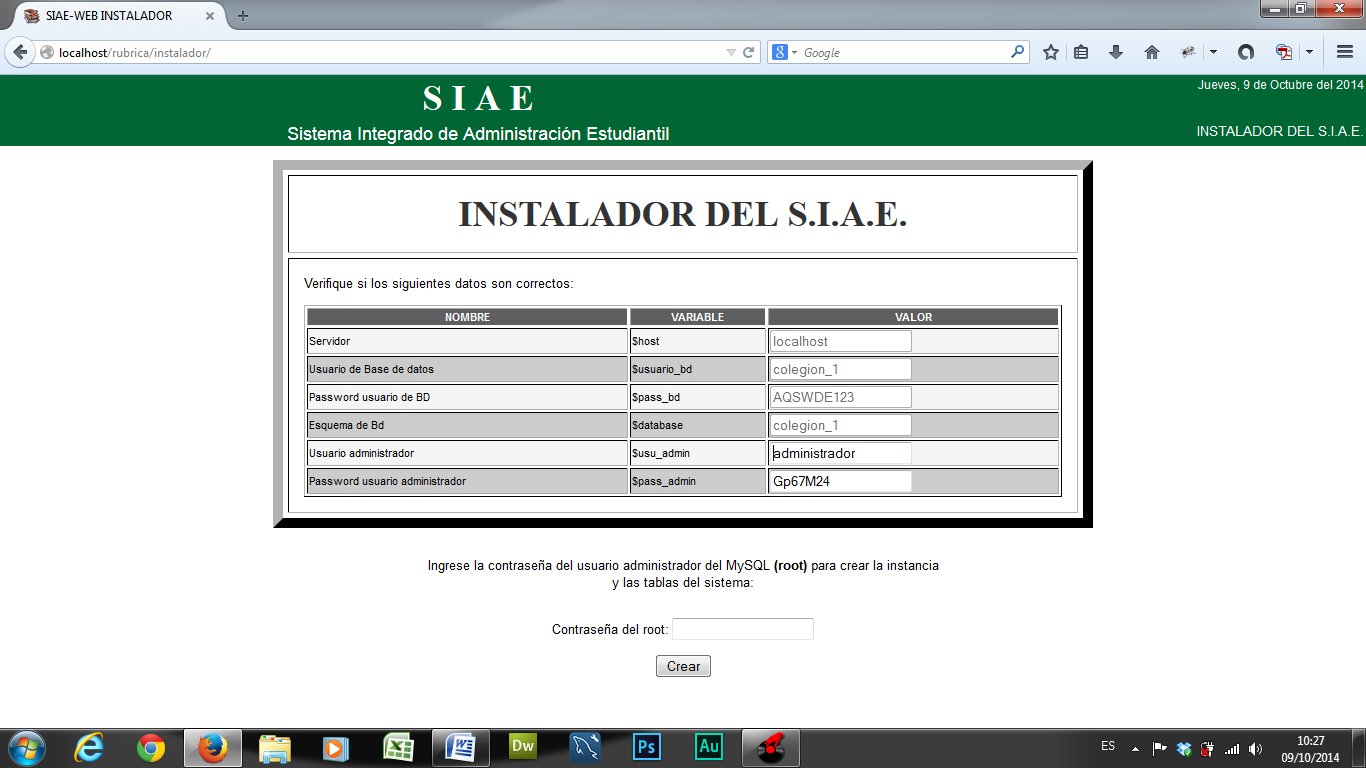 SIAE-WEB INSTALADOR
localhost/rubrica/instalador/
Google
S I A E
Jueves, 9 de Octubre del 2014
Sistema Integrado de Administración Estudiantil
INSTALADOR DEL S.I.A.E.
INSTALADOR DEL S.I.A.E.
Verifique si los siguientes datos son correctos:
NOMBRE VARIABLE VALOR
Servidor $host localhost
Usuario de Base de datos $usuario_bd colegion_1
Password usuario de BD $pass_bd AQSWDE123
Esquema de Bd $database colegion_1
Usuario administrador $usu_admin administrador
Password usuario administrador $pass_admin Gp67M24
Ingrese la contraseña del usuario administrador del MySQL (root) para crear la instancia
y las tablas del sistema:
Contraseña del root:
Crear
Dw
Ps
Au
ES
10:27
09/10/2014